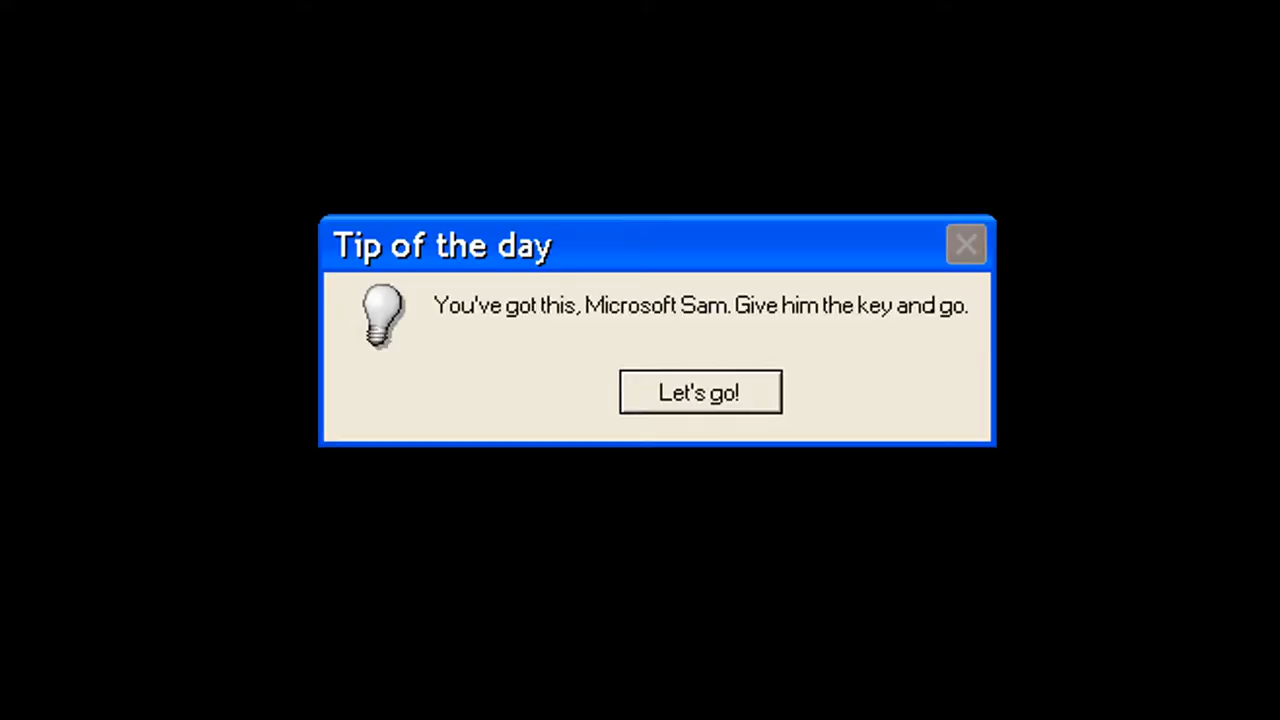 Tip of the day
You've got this, Microsoft Sam. Give him the key and go.
Let's go!